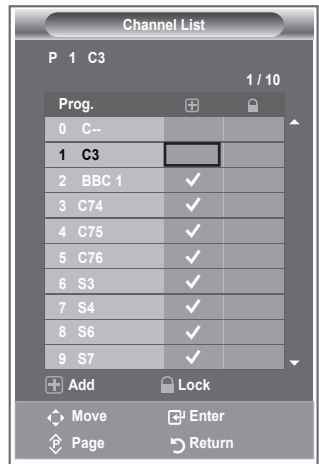 Channel List
P 1 C3
1 / 10
Prog.
0 C--
1 C3
2 BBC 1
3 C74
4 C75
5 C76
6 S3
7 S4
8 S6
9 S7
Add Lock
Move Enter
P Page Return